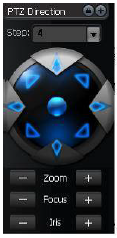 PTZ Direction
Step: 4
− Zoom +
− Focus +
− Iris +